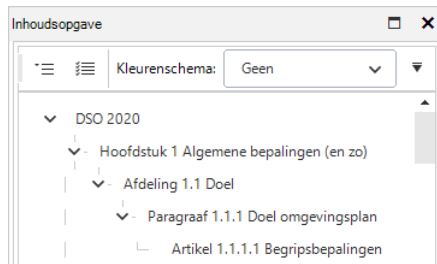 Inhoudsopgave
Kleurenschema: Geen
DSO 2020
Hoofdstuk 1 Algemene bepalingen (en zo)
Afdeling 1.1 Doel
Paragraaf 1.1.1 Doel omgevingsplan
Artikel 1.1.1.1 Begripsbepalingen